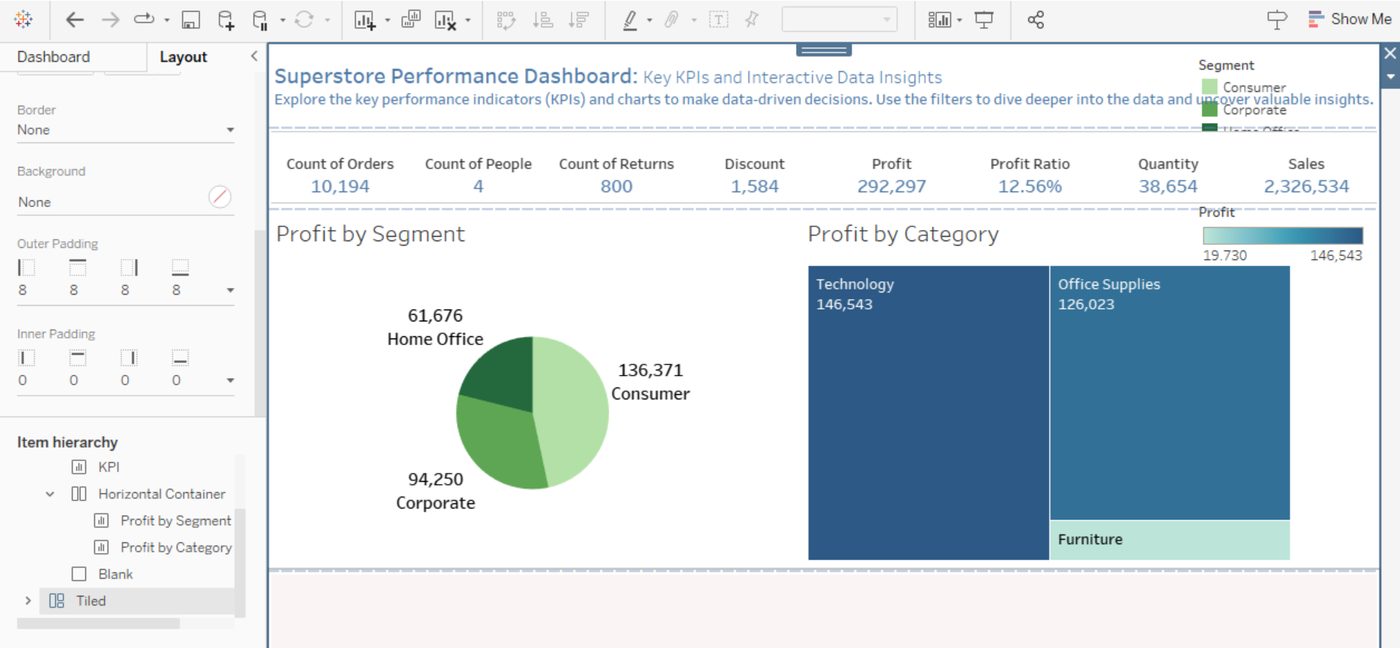 Show Me
Dashboard
Layout
Border
None
Background
None
Outer Padding
8 8 8 8
Inner Padding
0 0 0 0
Item hierarchy
KPI
Horizontal Container
Profit by Segment
Profit by Category
Blank
Tiled
Superstore Performance Dashboard: Key KPIs and Interactive Data Insights
Explore the key performance indicators (KPIs) and charts to make data-driven decisions. Use the filters to dive deeper into the data and uncover valuable insights.
Segment
Consumer
Corporate
Home Office
Count of Orders Count of People Count of Returns Discount Profit Profit Ratio Quantity Sales
10,194 4 800 1,584 292,297 12.56% 38,654 2,326,534
Profit by Segment
61,676
Home Office
136,371
Consumer
94,250
Corporate
Profit by Category
Profit
19.730 146,543
Technology
146,543
Office Supplies
126,023
Furniture